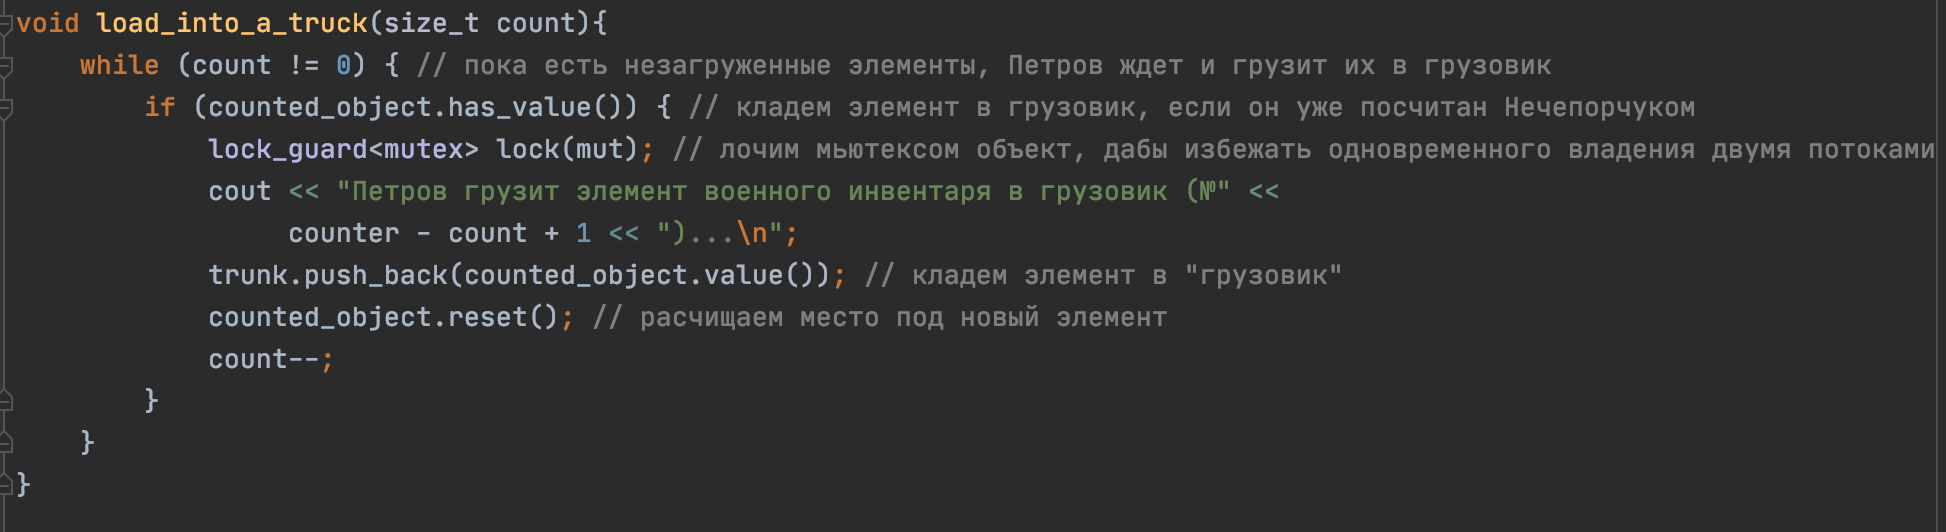 void load_into_a_truck(size_t count){
    while (count != 0) { // пока есть незагруженные элементы, Петров ждет и грузит их в грузовик
        if (counted_object.has_value()) { // кладем элемент в грузовик, если он уже посчитан Нечепорчуком
            lock_guard<mutex> lock(mut); // лочим мьютексом объект, дабы избежать одновременного владения двумя потоками
            cout << "Петров грузит элемент военного инвентаря в грузовик (№" <<
                 counter - count + 1 << ")...\n";
            trunk.push_back(counted_object.value()); // кладем элемент в "грузовик"
            counted_object.reset(); // расчищаем место под новый элемент
            count--;
        }
    }
}